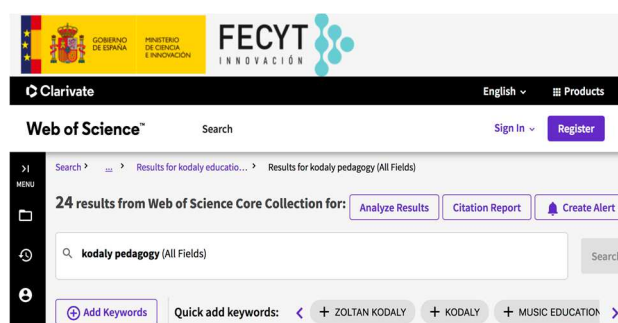 GOBIERNO DE ESPAÑA
MINISTERIO DE CIENCIA E INNOVACIÓN
FECYT
INNOVACIÓN
Clarivate
English
Products
Web of Science™
Search
Sign In
Register
MENU
Search > ... > Results for kodaly educatio... > Results for kodaly pedagogy (All Fields)
24 results from Web of Science Core Collection for:
Analyze Results
Citation Report
Create Alert
kodaly pedagogy (All Fields)
Search
Add Keywords
Quick add keywords:
+ ZOLTAN KODALY
+ KODALY
+ MUSIC EDUCATION